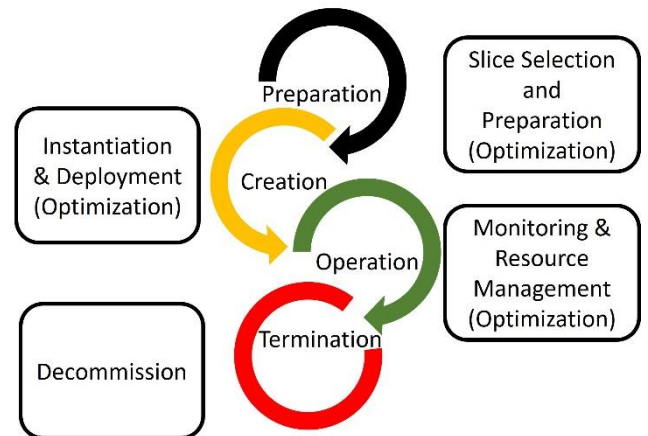 Preparation
Slice Selection
and
Preparation
(Optimization)
Instantiation
& Deployment
(Optimization)
Creation
Operation
Monitoring &
Resource
Management
(Optimization)
Termination
Decommission